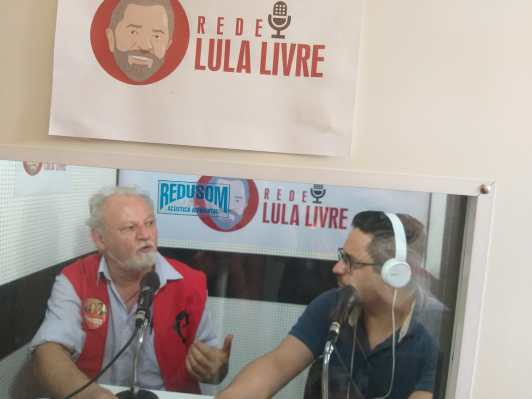 REDE
LULA LIVRE
REDUSOM
ACÚSTICA AMBIENTAL
REDE
LULA LIVRE